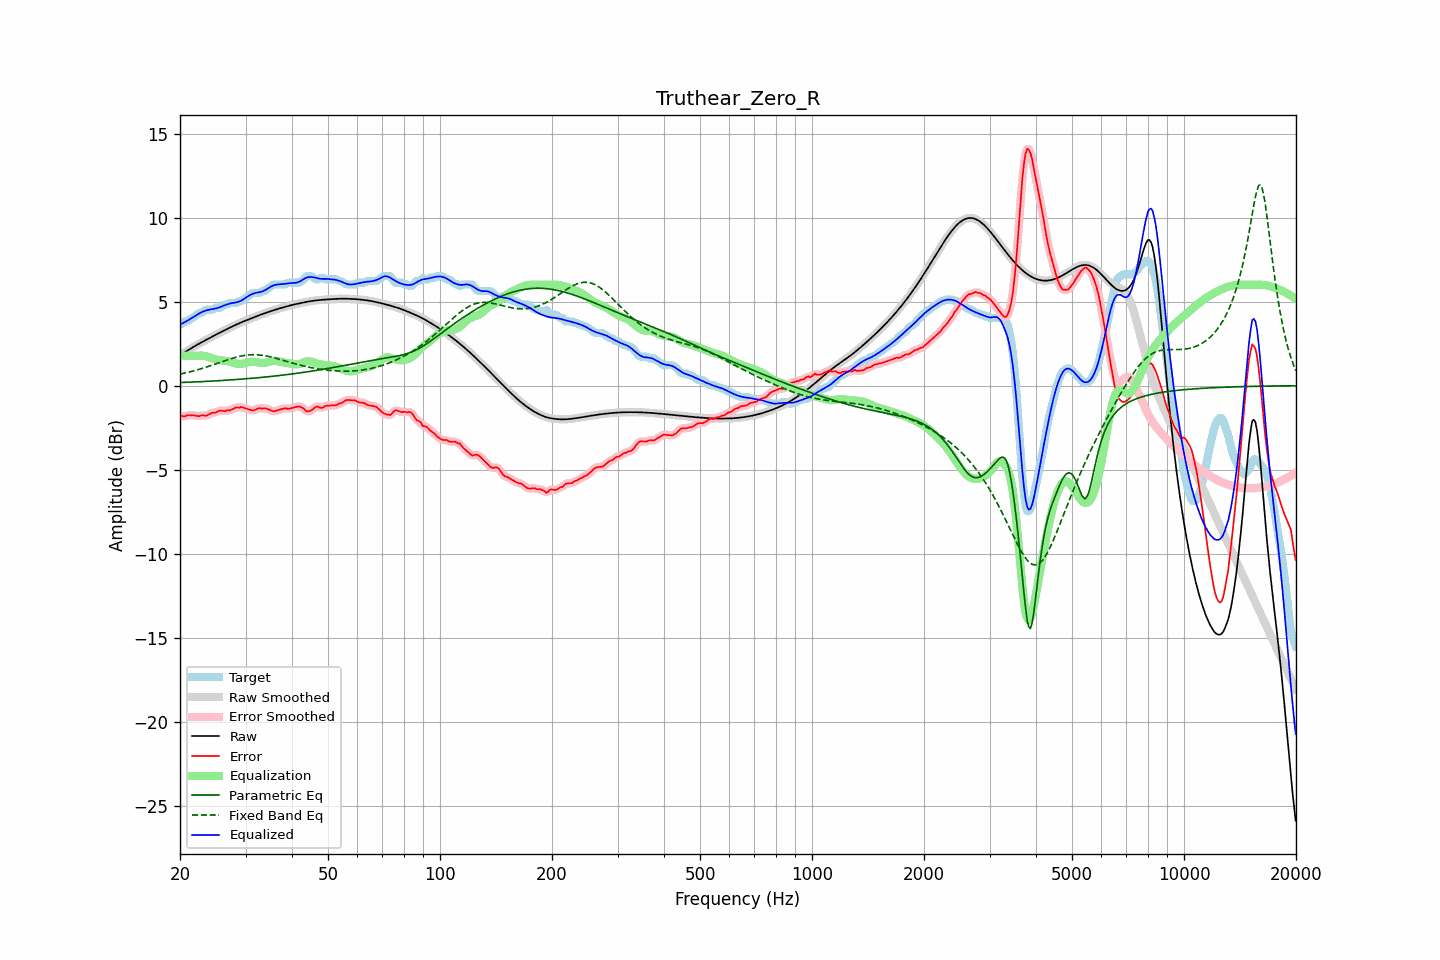 Truthear_Zero_R
Amplitude (dBr)
15
10
5
0
−5
−10
−15
−20
−25
Target
Raw Smoothed
Error Smoothed
Raw
Error
Equalization
Parametric Eq
Fixed Band Eq
Equalized
20
50
100
200
500
1000
2000
5000
10000
20000
Frequency (Hz)